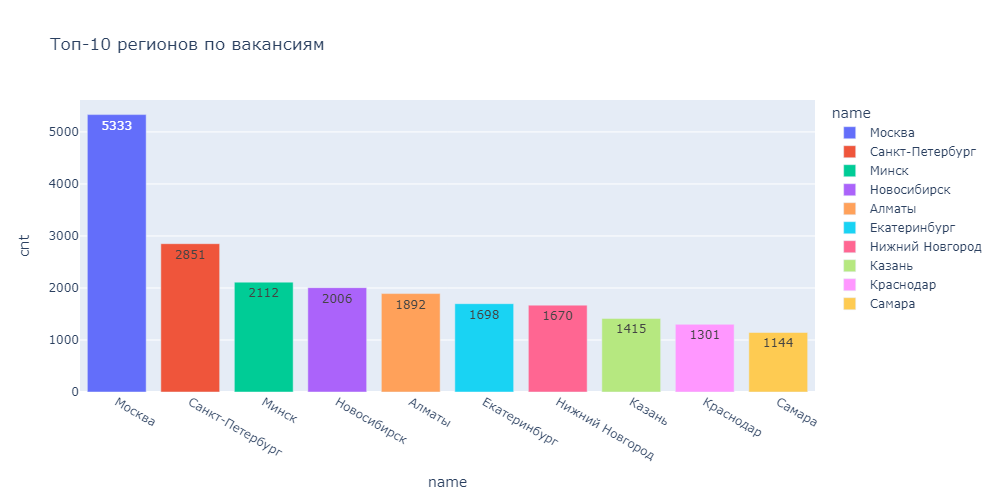 Топ-10 регионов по вакансиям
cnt
5000
4000
3000
2000
1000
0
5333
2851
2112
2006
1892
1698
1670
1415
1301
1144
Москва
Санкт-Петербург
Минск
Новосибирск
Алматы
Екатеринбург
Нижний Новгород
Казань
Краснодар
Самара
name
name
Москва
Санкт-Петербург
Минск
Новосибирск
Алматы
Екатеринбург
Нижний Новгород
Казань
Краснодар
Самара